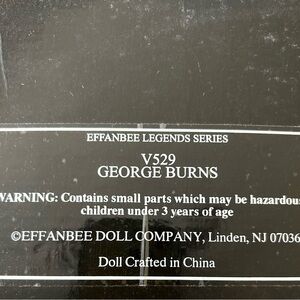 EFFANBEE LEGENDS SERIES
V529
GEORGE BURNS
WARNING: Contains small parts which may be hazardous
children under 3 years of age
©EFFANBEE DOLL COMPANY, Linden, NJ 07036
Doll Crafted in China